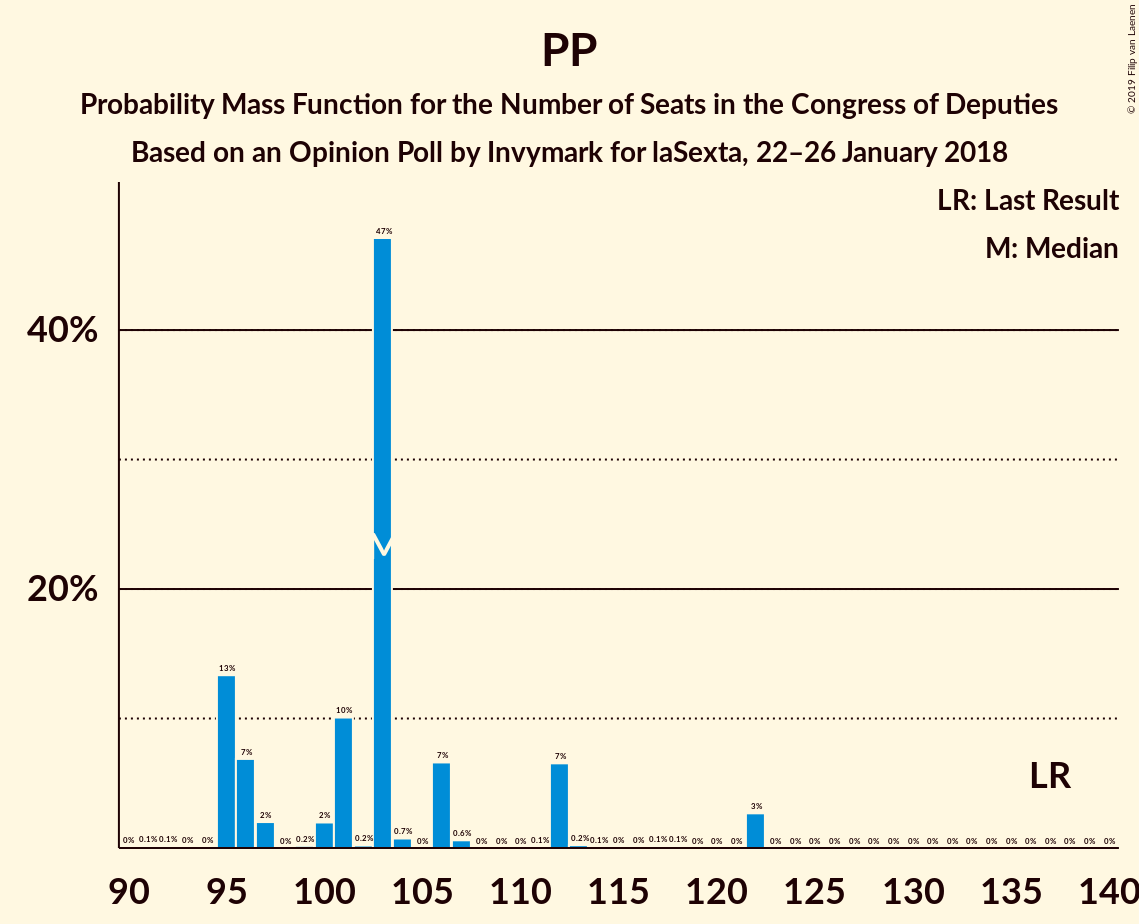 PP
Probability Mass Function for the Number of Seats in the Congress of Deputies
Based on an Opinion Poll by Invymark for laSexta, 22–26 January 2018
© 2019 Filip van Laenen
LR: Last Result
M: Median
40%
20%
0% 0.1% 0.1% 0% 0% 13% 7% 2% 0% 0.2% 2% 10% 0.2% 47% 0.7% 0% 7% 0.6% 0% 0% 0% 0.1% 7% 0.2% 0.1% 0% 0% 0.1% 0.1% 0% 0% 0% 3% 0% 0% 0% 0% 0% 0% 0% 0% 0% 0% 0% 0% 0% 0% 0% 0% 0% 0%
M
LR
90 95 100 105 110 115 120 125 130 135 140